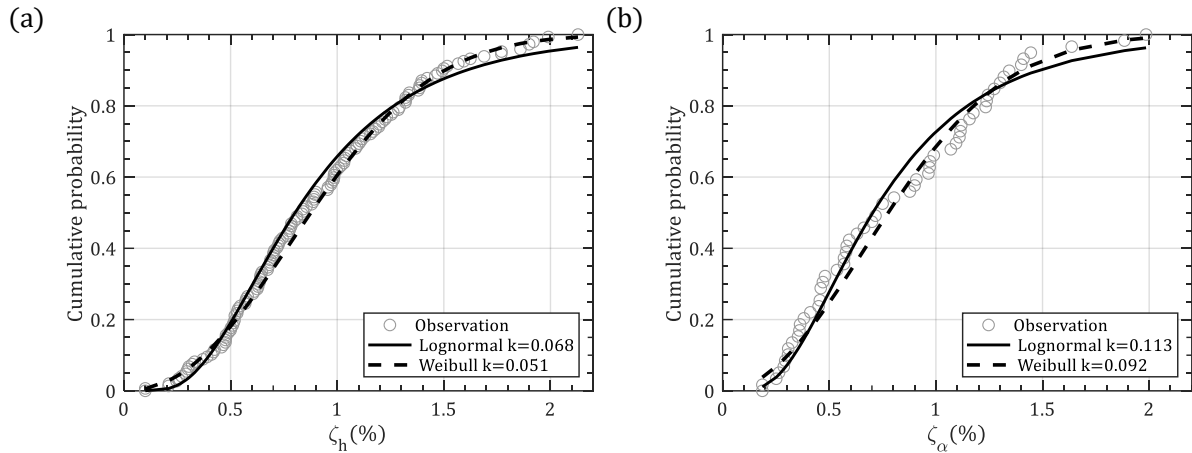 (a)
Cumulative probability
1
0.8
0.6
0.4
0.2
0
0
0.5
1
1.5
2
ζh(%)
Observation
Lognormal k=0.068
Weibull k=0.051
(b)
Cumulative probability
1
0.8
0.6
0.4
0.2
0
0
0.5
1
1.5
2
ζα(%)
Observation
Lognormal k=0.113
Weibull k=0.092